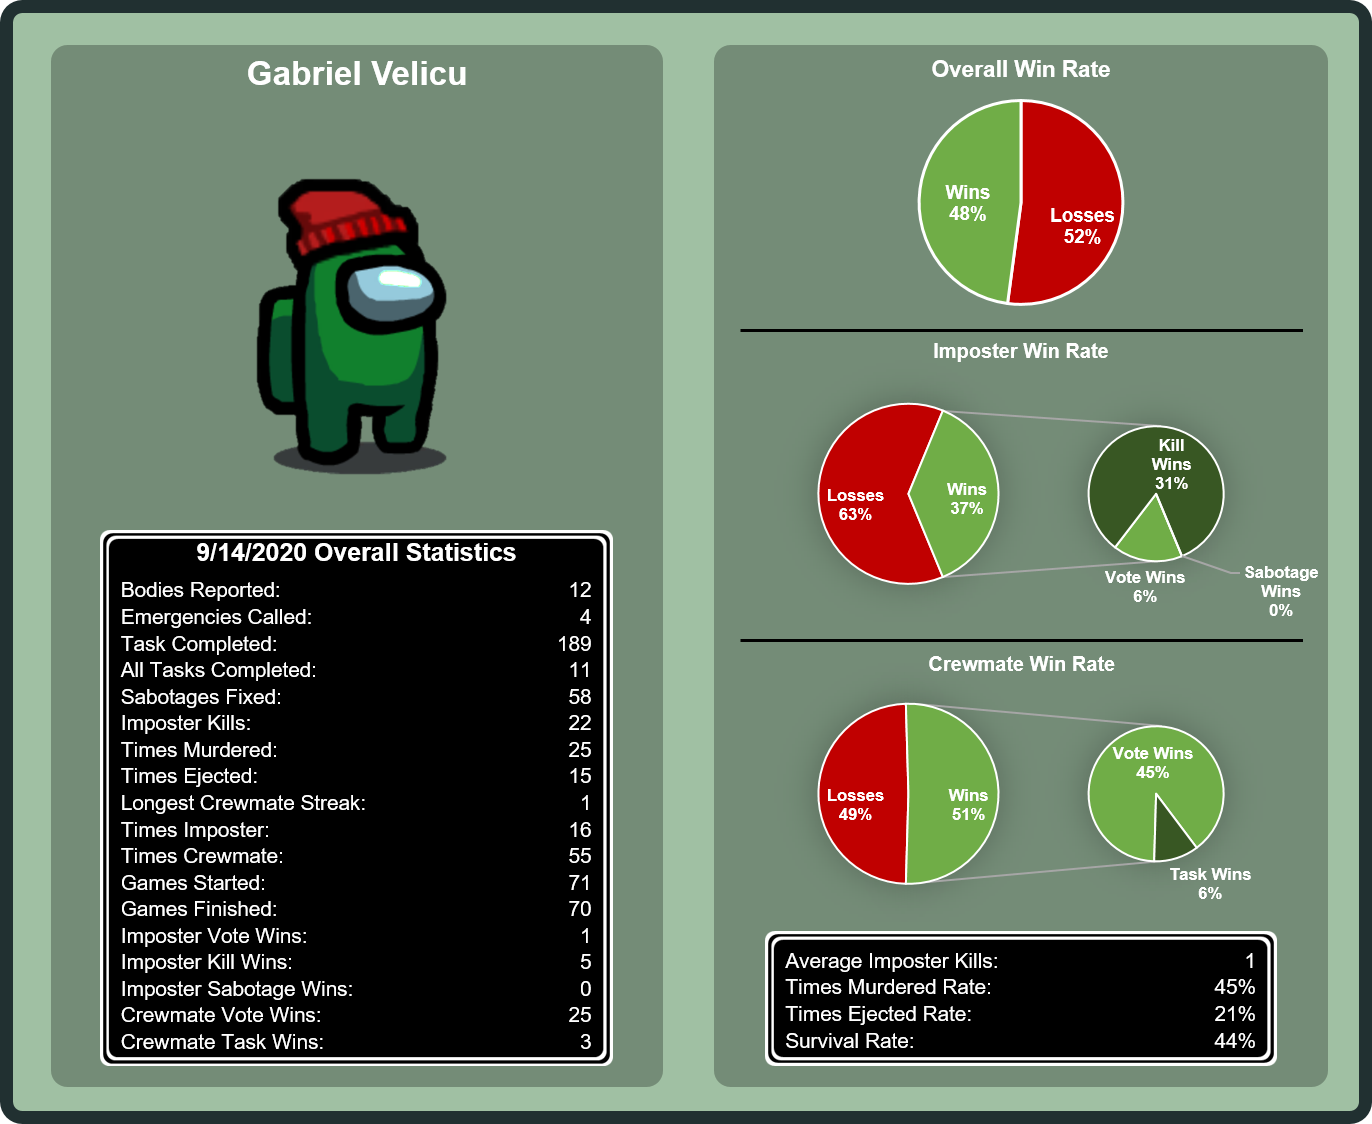 Gabriel Velicu
9/14/2020 Overall Statistics
Bodies Reported: 12
Emergencies Called: 4
Task Completed: 189
All Tasks Completed: 11
Sabotages Fixed: 58
Imposter Kills: 22
Times Murdered: 25
Times Ejected: 15
Longest Crewmate Streak: 1
Times Imposter: 16
Times Crewmate: 55
Games Started: 71
Games Finished: 70
Imposter Vote Wins: 1
Imposter Kill Wins: 5
Imposter Sabotage Wins: 0
Crewmate Vote Wins: 25
Crewmate Task Wins: 3
Overall Win Rate
Wins
48%
Losses
52%
Imposter Win Rate
Losses
63%
Wins
37%
Kill
Wins
31%
Vote Wins
6%
Sabotage
Wins
0%
Crewmate Win Rate
Losses
49%
Wins
51%
Vote Wins
45%
Task Wins
6%
Average Imposter Kills: 1
Times Murdered Rate: 45%
Times Ejected Rate: 21%
Survival Rate: 44%